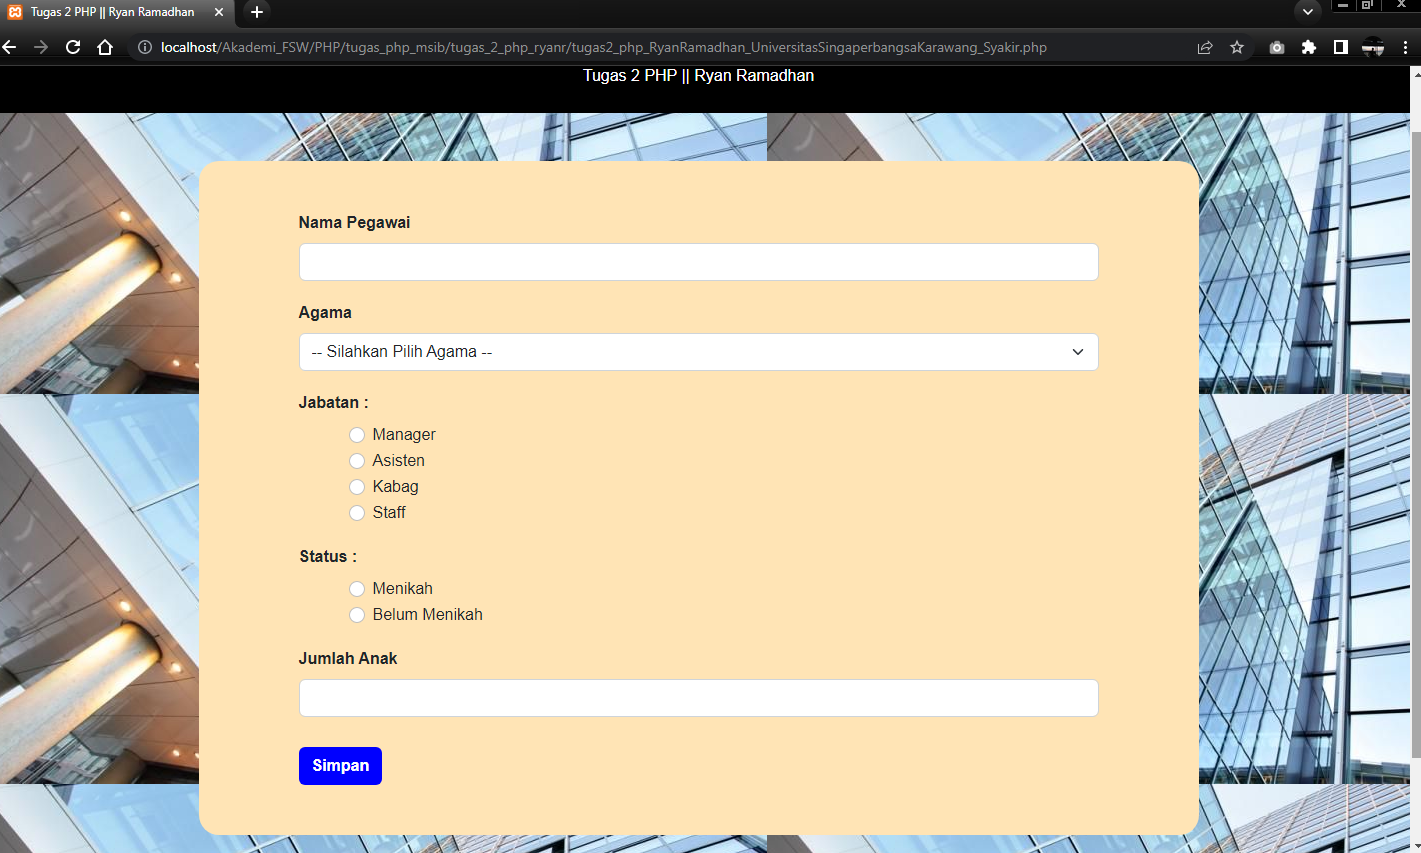 Tugas 2 PHP || Ryan Ramadhan
localhost/Akademi_FSW/PHP/tugas_php_msib/tugas_2_php_ryanr/tugas2_php_RyanRamadhan_UniversitasSingaperbangsaKarawang_Syakir.php
Tugas 2 PHP || Ryan Ramadhan
Nama Pegawai
Agama
-- Silahkan Pilih Agama --
Jabatan :
Manager
Asisten
Kabag
Staff
Status :
Menikah
Belum Menikah
Jumlah Anak
Simpan